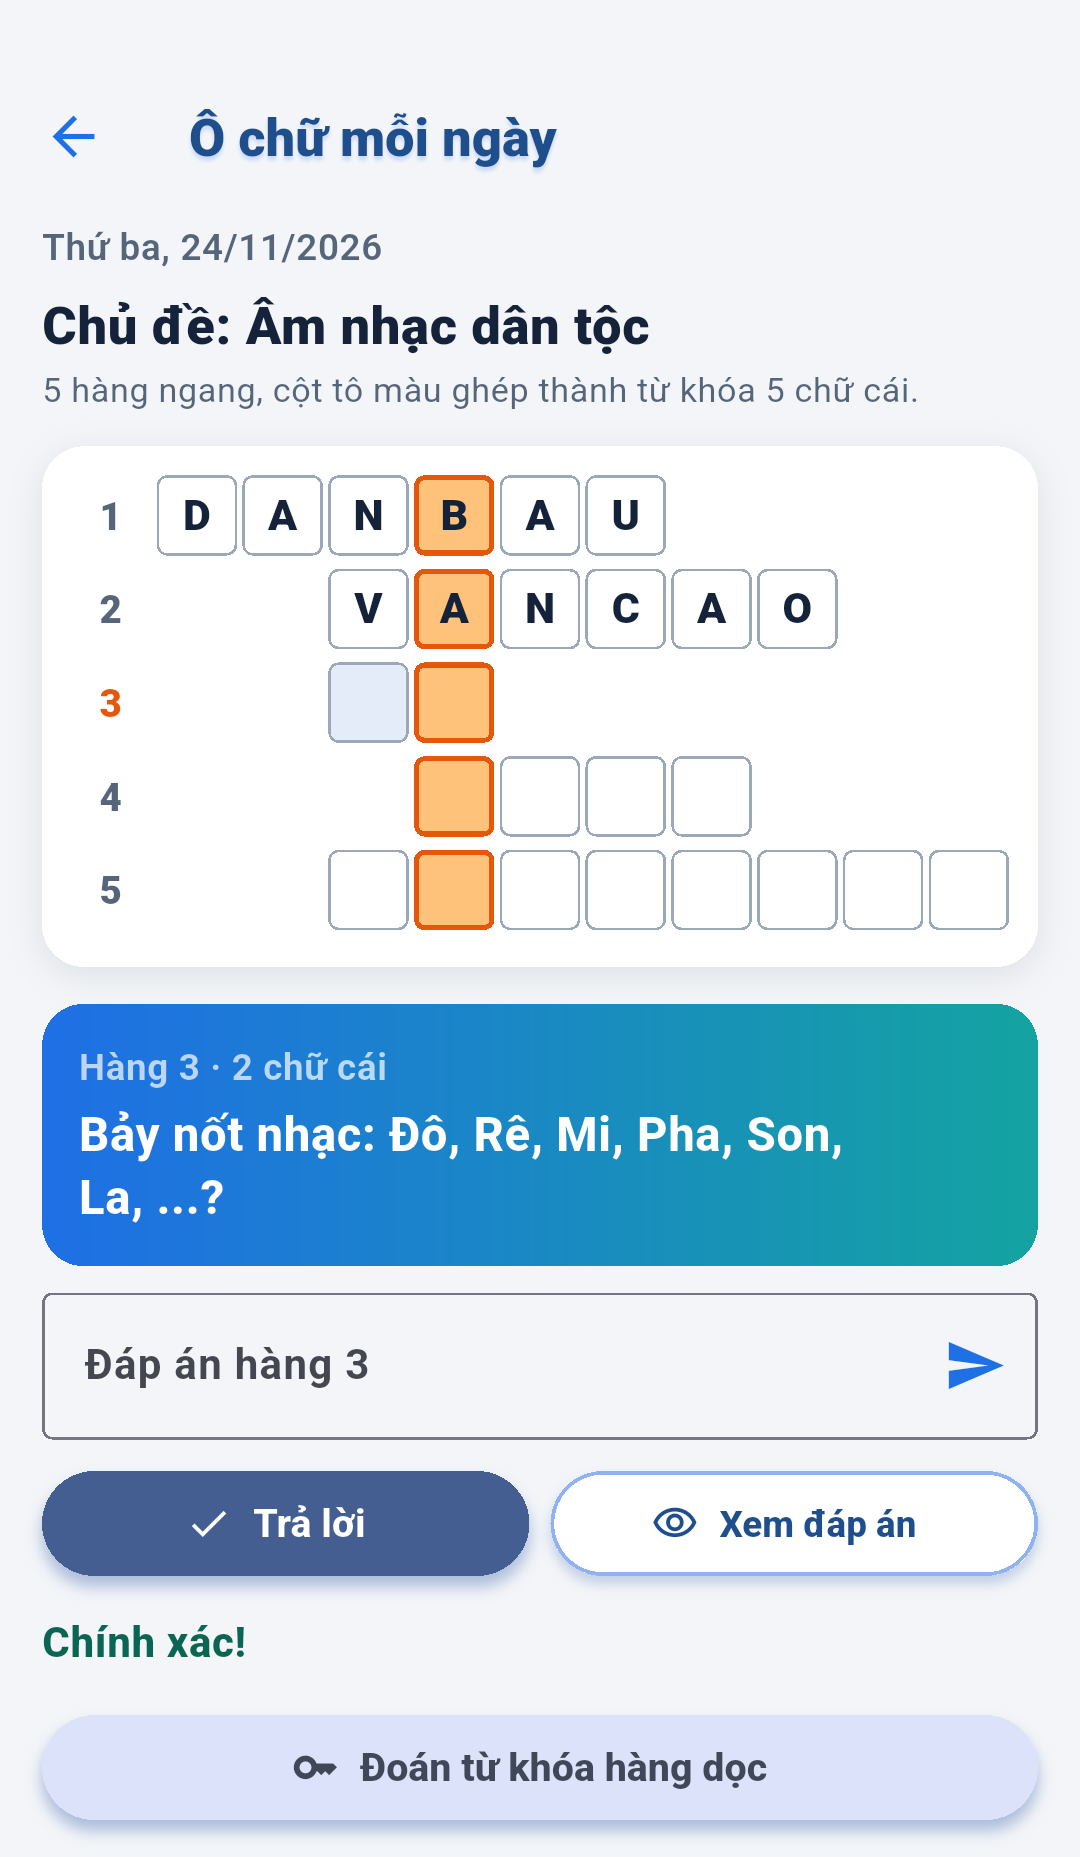 Ô chữ mỗi ngày
Thứ ba, 24/11/2026
Chủ đề: Âm nhạc dân tộc
5 hàng ngang, cột tô màu ghép thành từ khóa 5 chữ cái.
1 D A N B A U
2 V A N C A O
3
4
5
Hàng 3 · 2 chữ cái
Bảy nốt nhạc: Đô, Rê, Mi, Pha, Son,
La, ...?
Đáp án hàng 3
Trả lời
Xem đáp án
Chính xác!
Đoán từ khóa hàng dọc